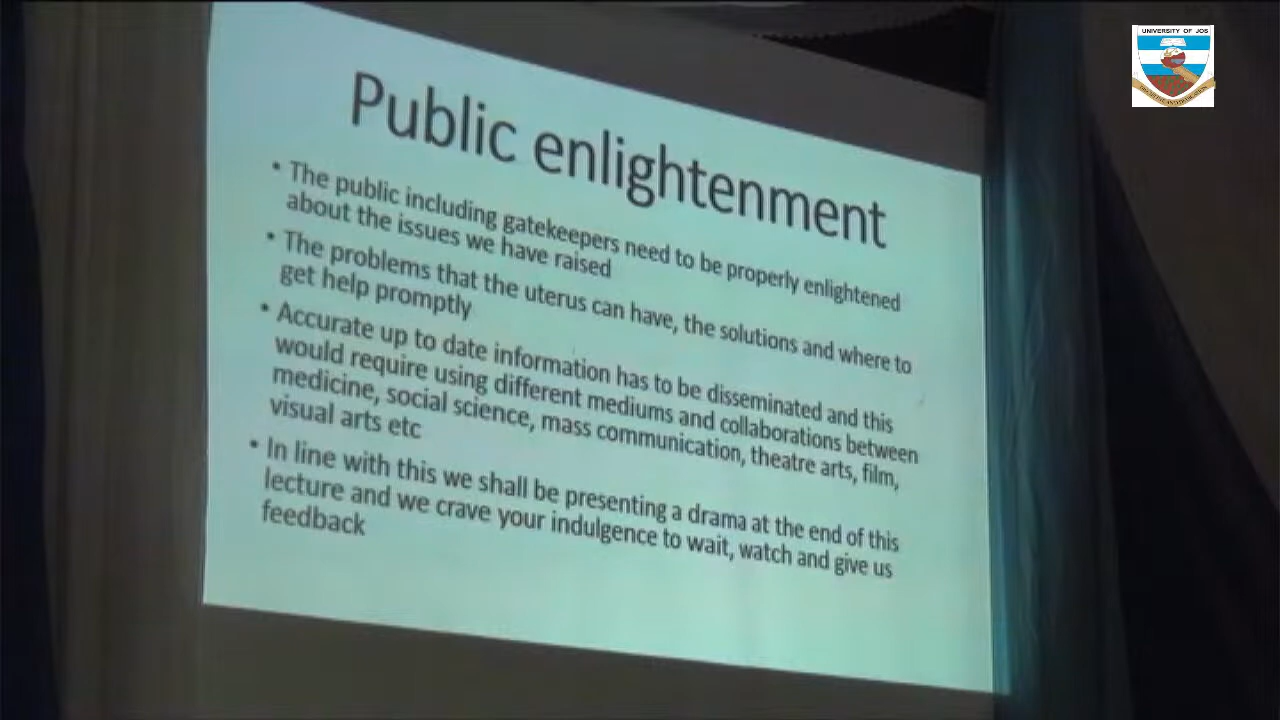 UNIVERSITY OF JOS
Public enlightenment
• The public including gatekeepers need to be properly enlightened
about the issues we have raised
• The problems that the uterus can have, the solutions and where to
get help promptly
• Accurate up to date information has to be disseminated and this
would require using different mediums and collaborations between
medicine, social science, mass communication, theatre arts, film,
visual arts etc
• In line with this we shall be presenting a drama at the end of this
lecture and we crave your indulgence to wait, watch and give us
feedback